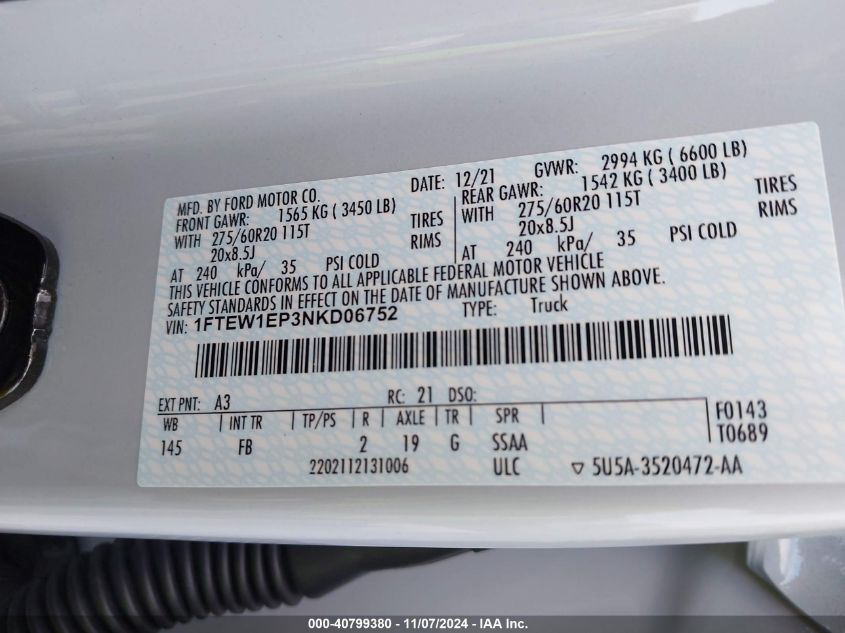 MFD. BY FORD MOTOR CO.
DATE: 12/21 GVWR: 2994 KG ( 6600 LB)
FRONT GAWR: 1565 KG ( 3450 LB) REAR GAWR: 1542 KG ( 3400 LB)
WITH 275/60R20 115T TIRES WITH 275/60R20 115T TIRES
20x8.5J RIMS 20x8.5J RIMS
AT 240 kPa/ 35 PSI COLD AT 240 kPa/ 35 PSI COLD
THIS VEHICLE CONFORMS TO ALL APPLICABLE FEDERAL MOTOR VEHICLE
SAFETY STANDARDS IN EFFECT ON THE DATE OF MANUFACTURE SHOWN ABOVE.
VIN: 1FTEW1EP3NKD06752 TYPE: Truck
EXT PNT: A3 RC: 21 DSO:
WB INT TR TP/PS R AXLE TR SPR F0143
145 FB 2 19 G SSAA T0689
2202112131006 ULC ▽ 5U5A-3520472-AA
000-40799380 - 11/07/2024 - IAA Inc.